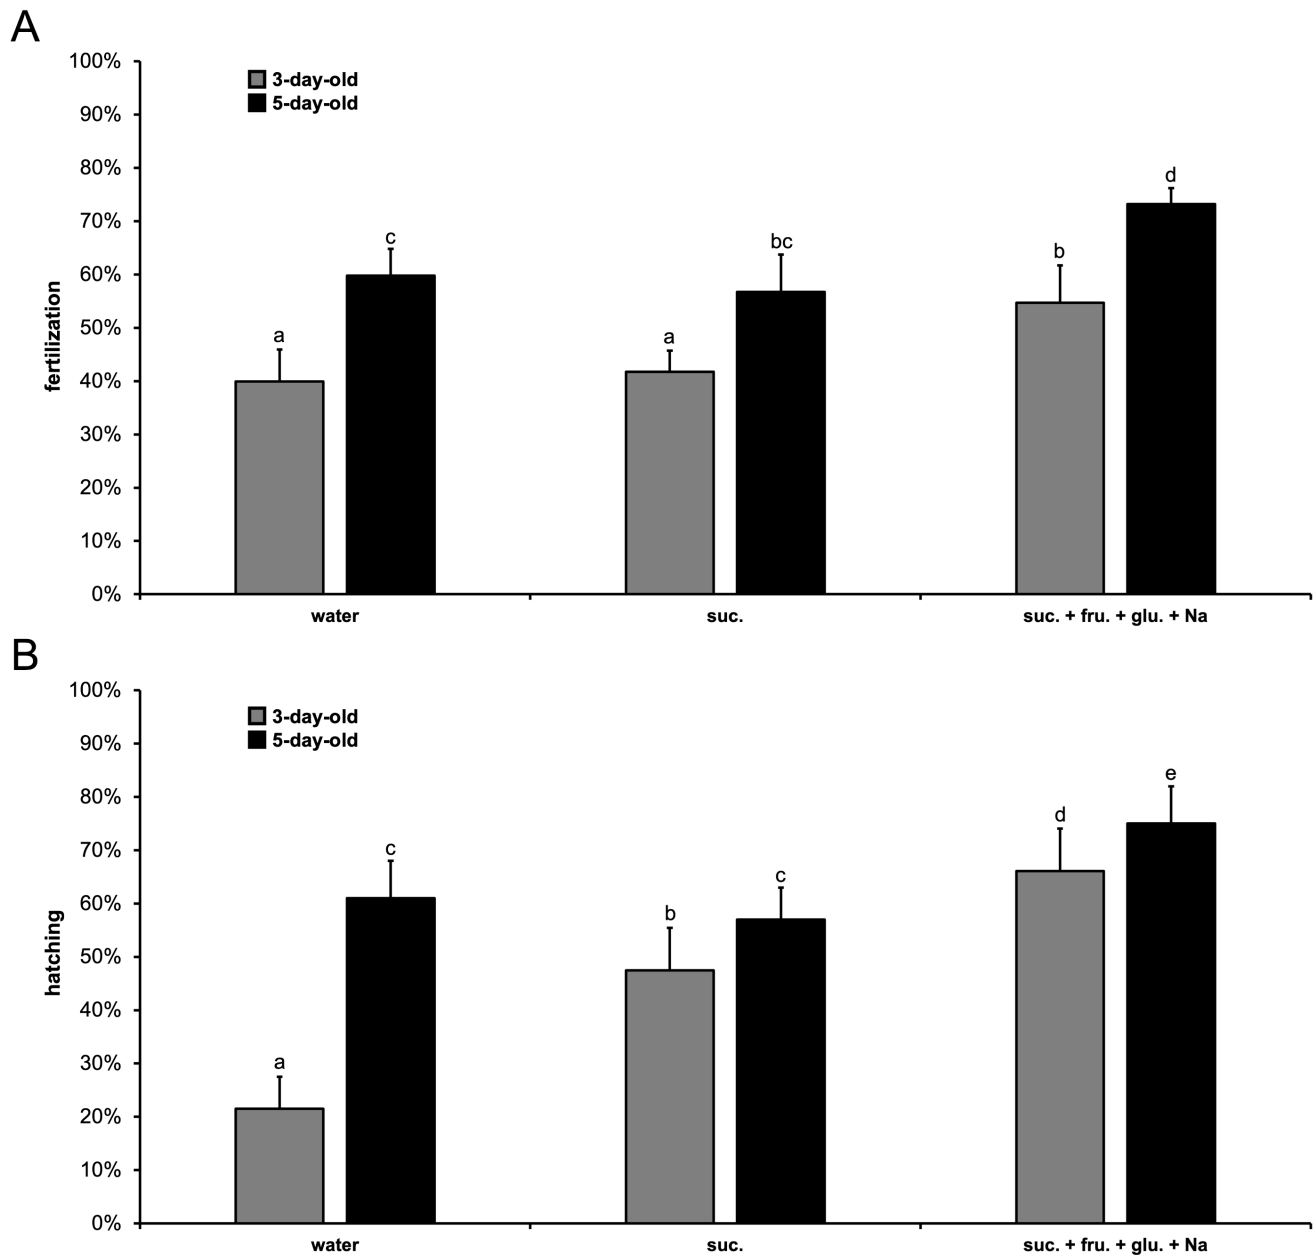 A
100%
3-day-old
5-day-old
90%
80%
d
70%
c
bc
b
60%
fertilization
50%
a
a
40%
30%
20%
10%
0%
water
suc.
suc. + fru. + glu. + Na
B
100%
3-day-old
5-day-old
90%
80%
e
d
70%
c
c
60%
b
hatching
50%
40%
30%
a
20%
10%
0%
water
suc.
suc. + fru. + glu. + Na